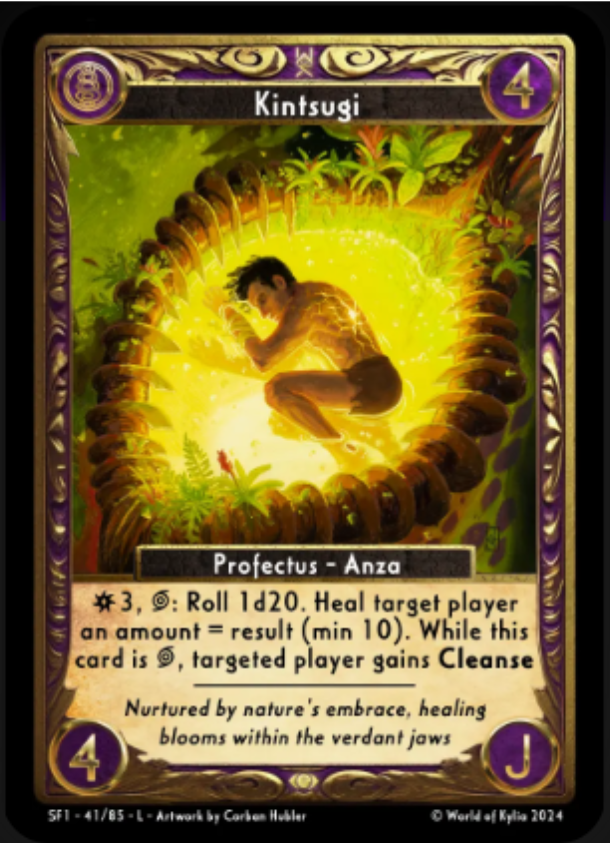 4
Kintsugi
Profectus - Anza
3, : Roll 1d20. Heal target player
an amount = result (min 10). While this
card is , targeted player gains Cleanse
Nurtured by nature's embrace, healing
blooms within the verdant jaws
4
J
SF1 - 41/85 - L - Artwork by Corban Hubler
© World of Kylia 2024